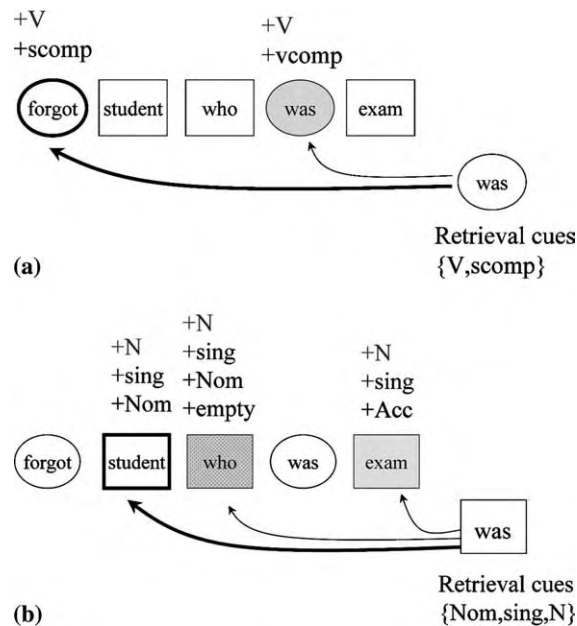 +V +V
+scomp +vcomp
forgot student who was exam
was
Retrieval cues
(a) {V,scomp}
+N
+N +sing +N
+sing +Nom +sing
+Nom +empty +Acc
forgot student who was exam
was
Retrieval cues
(b) {Nom,sing,N}